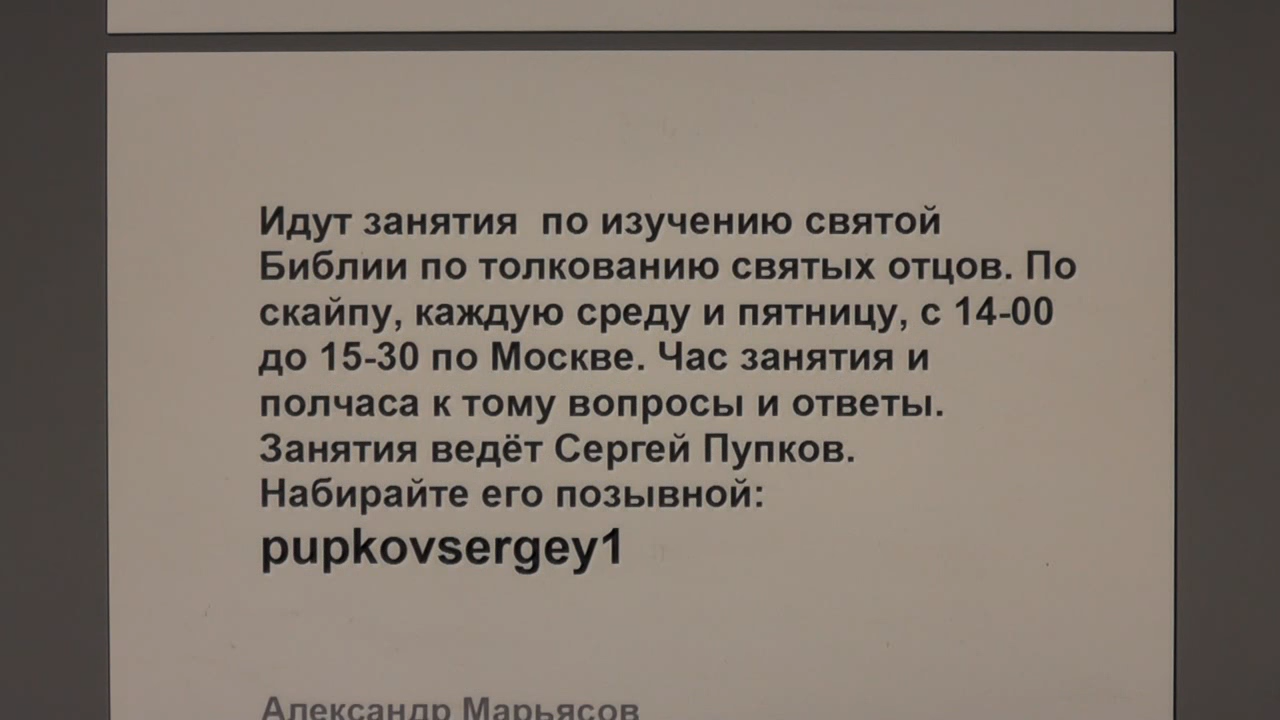 Идут занятия по изучению святой
Библии по толкованию святых отцов. По
скайпу, каждую среду и пятницу, с 14-00
до 15-30 по Москве. Час занятия и
полчаса к тому вопросы и ответы.
Занятия ведёт Сергей Пупков.
Набирайте его позывной:
pupkovsergey1
Александр Марьясов